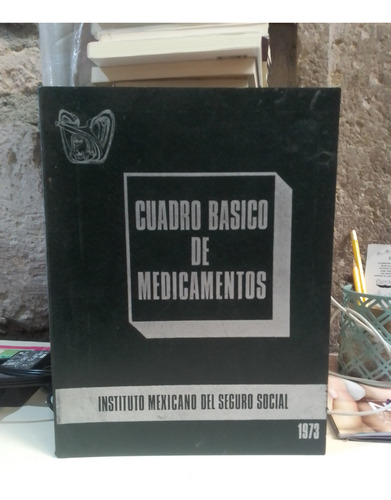 CUADRO BASICO
DE
MEDICAMENTOS
INSTITUTO MEXICANO DEL SEGURO SOCIAL
1973